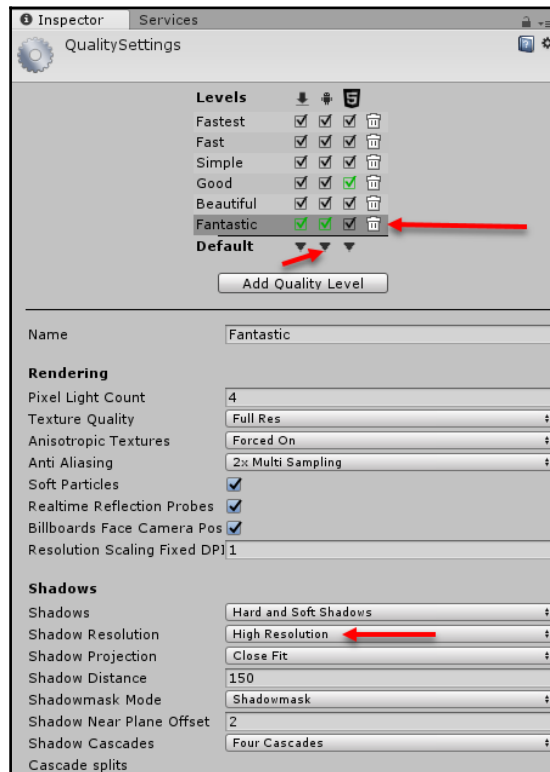 Inspector Services
QualitySettings
Levels
Fastest
Fast
Simple
Good
Beautiful
Fantastic
Default
Add Quality Level
Name Fantastic
Rendering
Pixel Light Count 4
Texture Quality Full Res
Anisotropic Textures Forced On
Anti Aliasing 2x Multi Sampling
Soft Particles
Realtime Reflection Probes
Billboards Face Camera Pos
Resolution Scaling Fixed DPI 1
Shadows
Shadows Hard and Soft Shadows
Shadow Resolution High Resolution
Shadow Projection Close Fit
Shadow Distance 150
Shadowmask Mode Shadowmask
Shadow Near Plane Offset 2
Shadow Cascades Four Cascades
Cascade splits